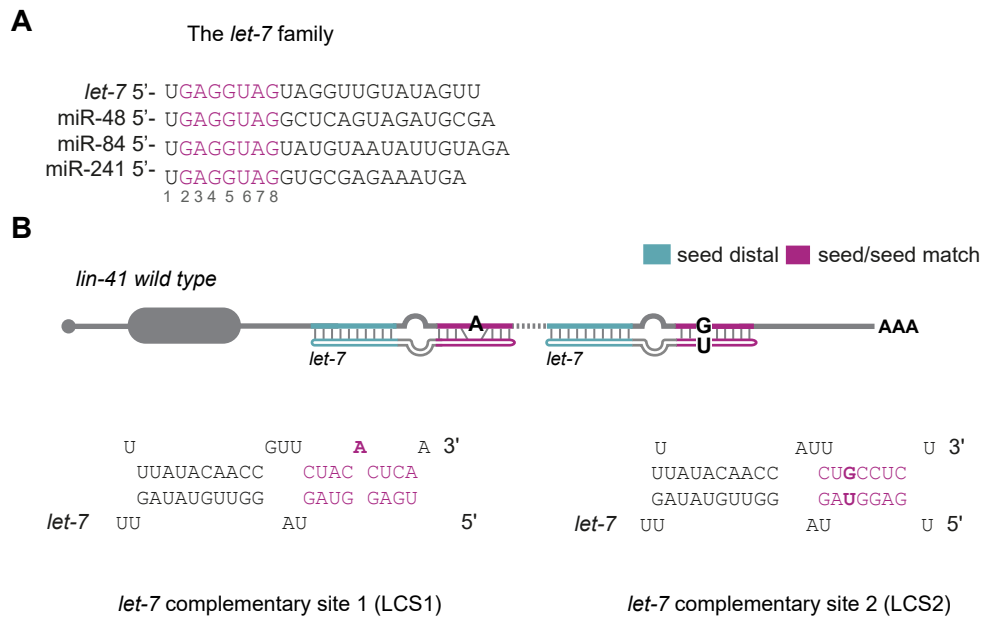 A
The let-7 family
let-7 5'- UGAGGUAGUAGGUUGUAUAGUU
miR-48 5'- UGAGGUAGGCUCAGUAGAUGCGA
miR-84 5'- UGAGGUAGUAUGUAAUAUUGUAGA
miR-241 5'- UGAGGUAGGUGCGAGAAAUGA
1 2 3 4 5 6 7 8
B
seed distal seed/seed match
lin-41 wild type
A G AAA
U
let-7 let-7
U GUU A A 3'
UUAUACAACC CUAC CUCA
GAUAUGUUGG GAUG GAGU
let-7 UU AU 5'
let-7 complementary site 1 (LCS1)
U AUU U 3'
UUAUACAACC CUGCCUC
GAUAUGUUGG GAUGGAG
let-7 UU AU U 5'
let-7 complementary site 2 (LCS2)